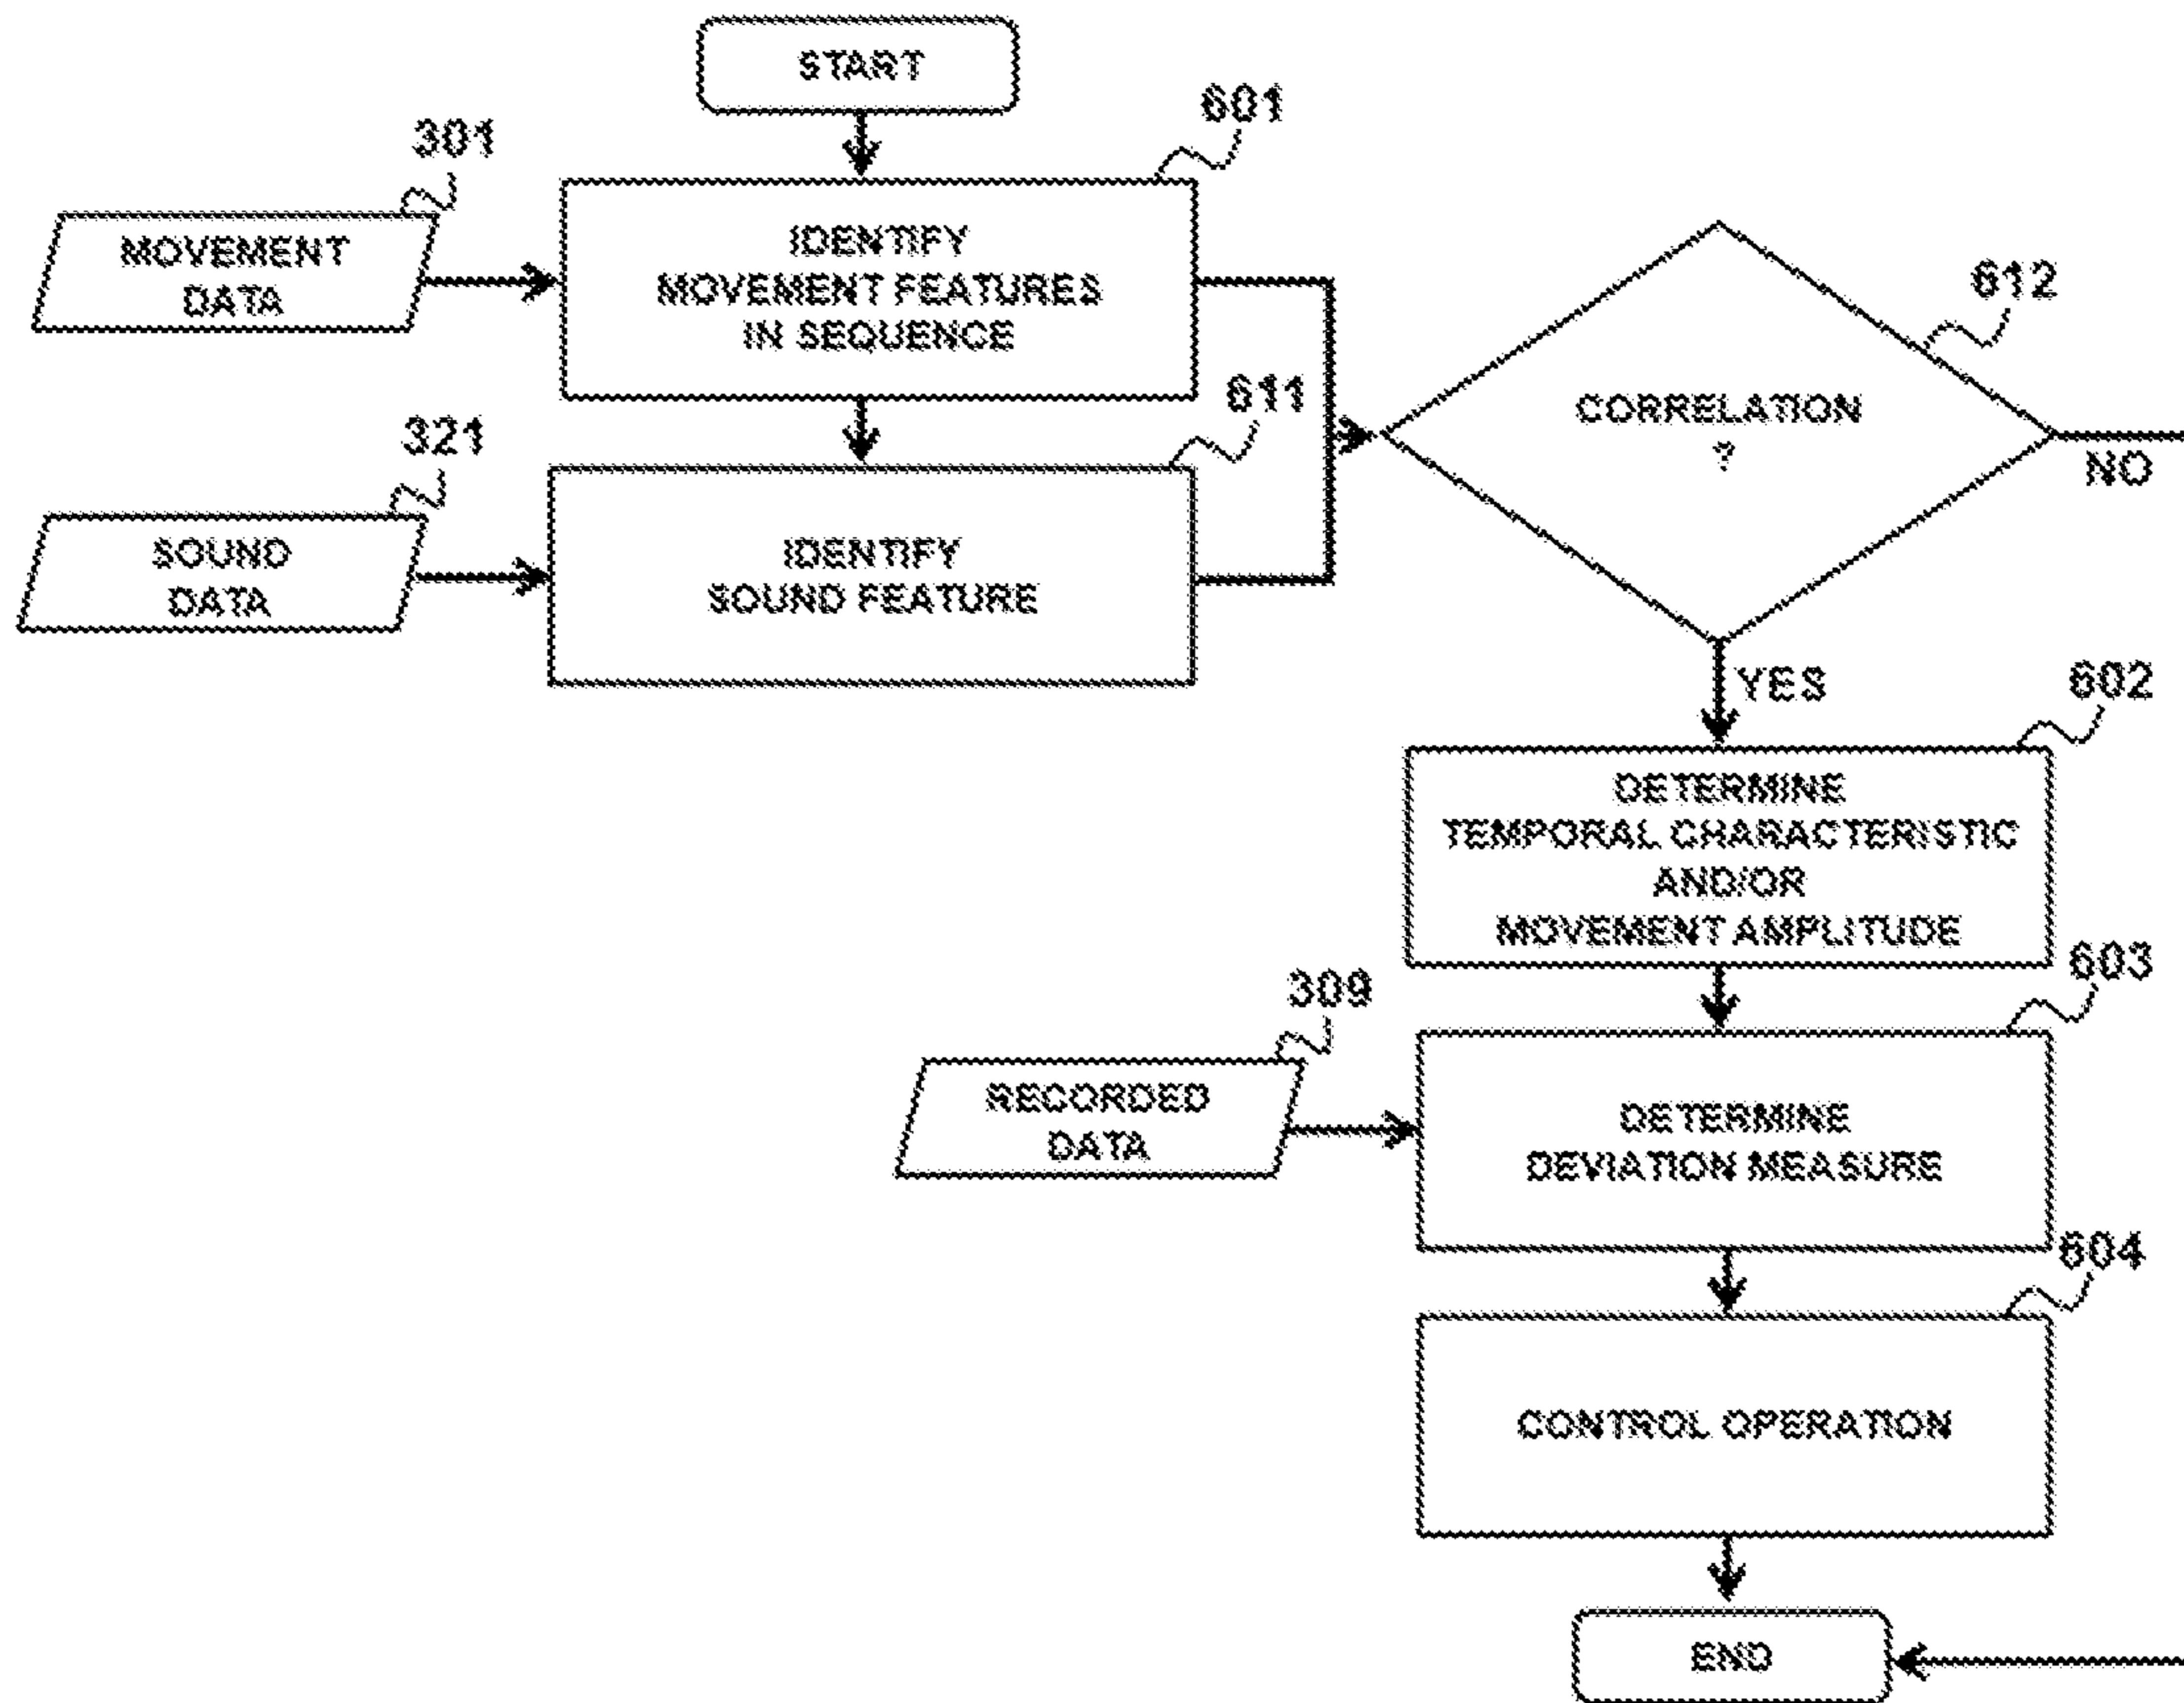 START
601
301
MOVEMENT
DATA
IDENTIFY
MOVEMENT FEATURES
IN SEQUENCE
612
CORRELATION
?
NO
611
321
SOUND
DATA
IDENTIFY
SOUND FEATURE
YES
602
DETERMINE
TEMPORAL CHARACTERISTIC
AND/OR
MOVEMENT AMPLITUDE
603
309
RECORDED
DATA
DETERMINE
DEVIATION MEASURE
604
CONTROL OPERATION
END